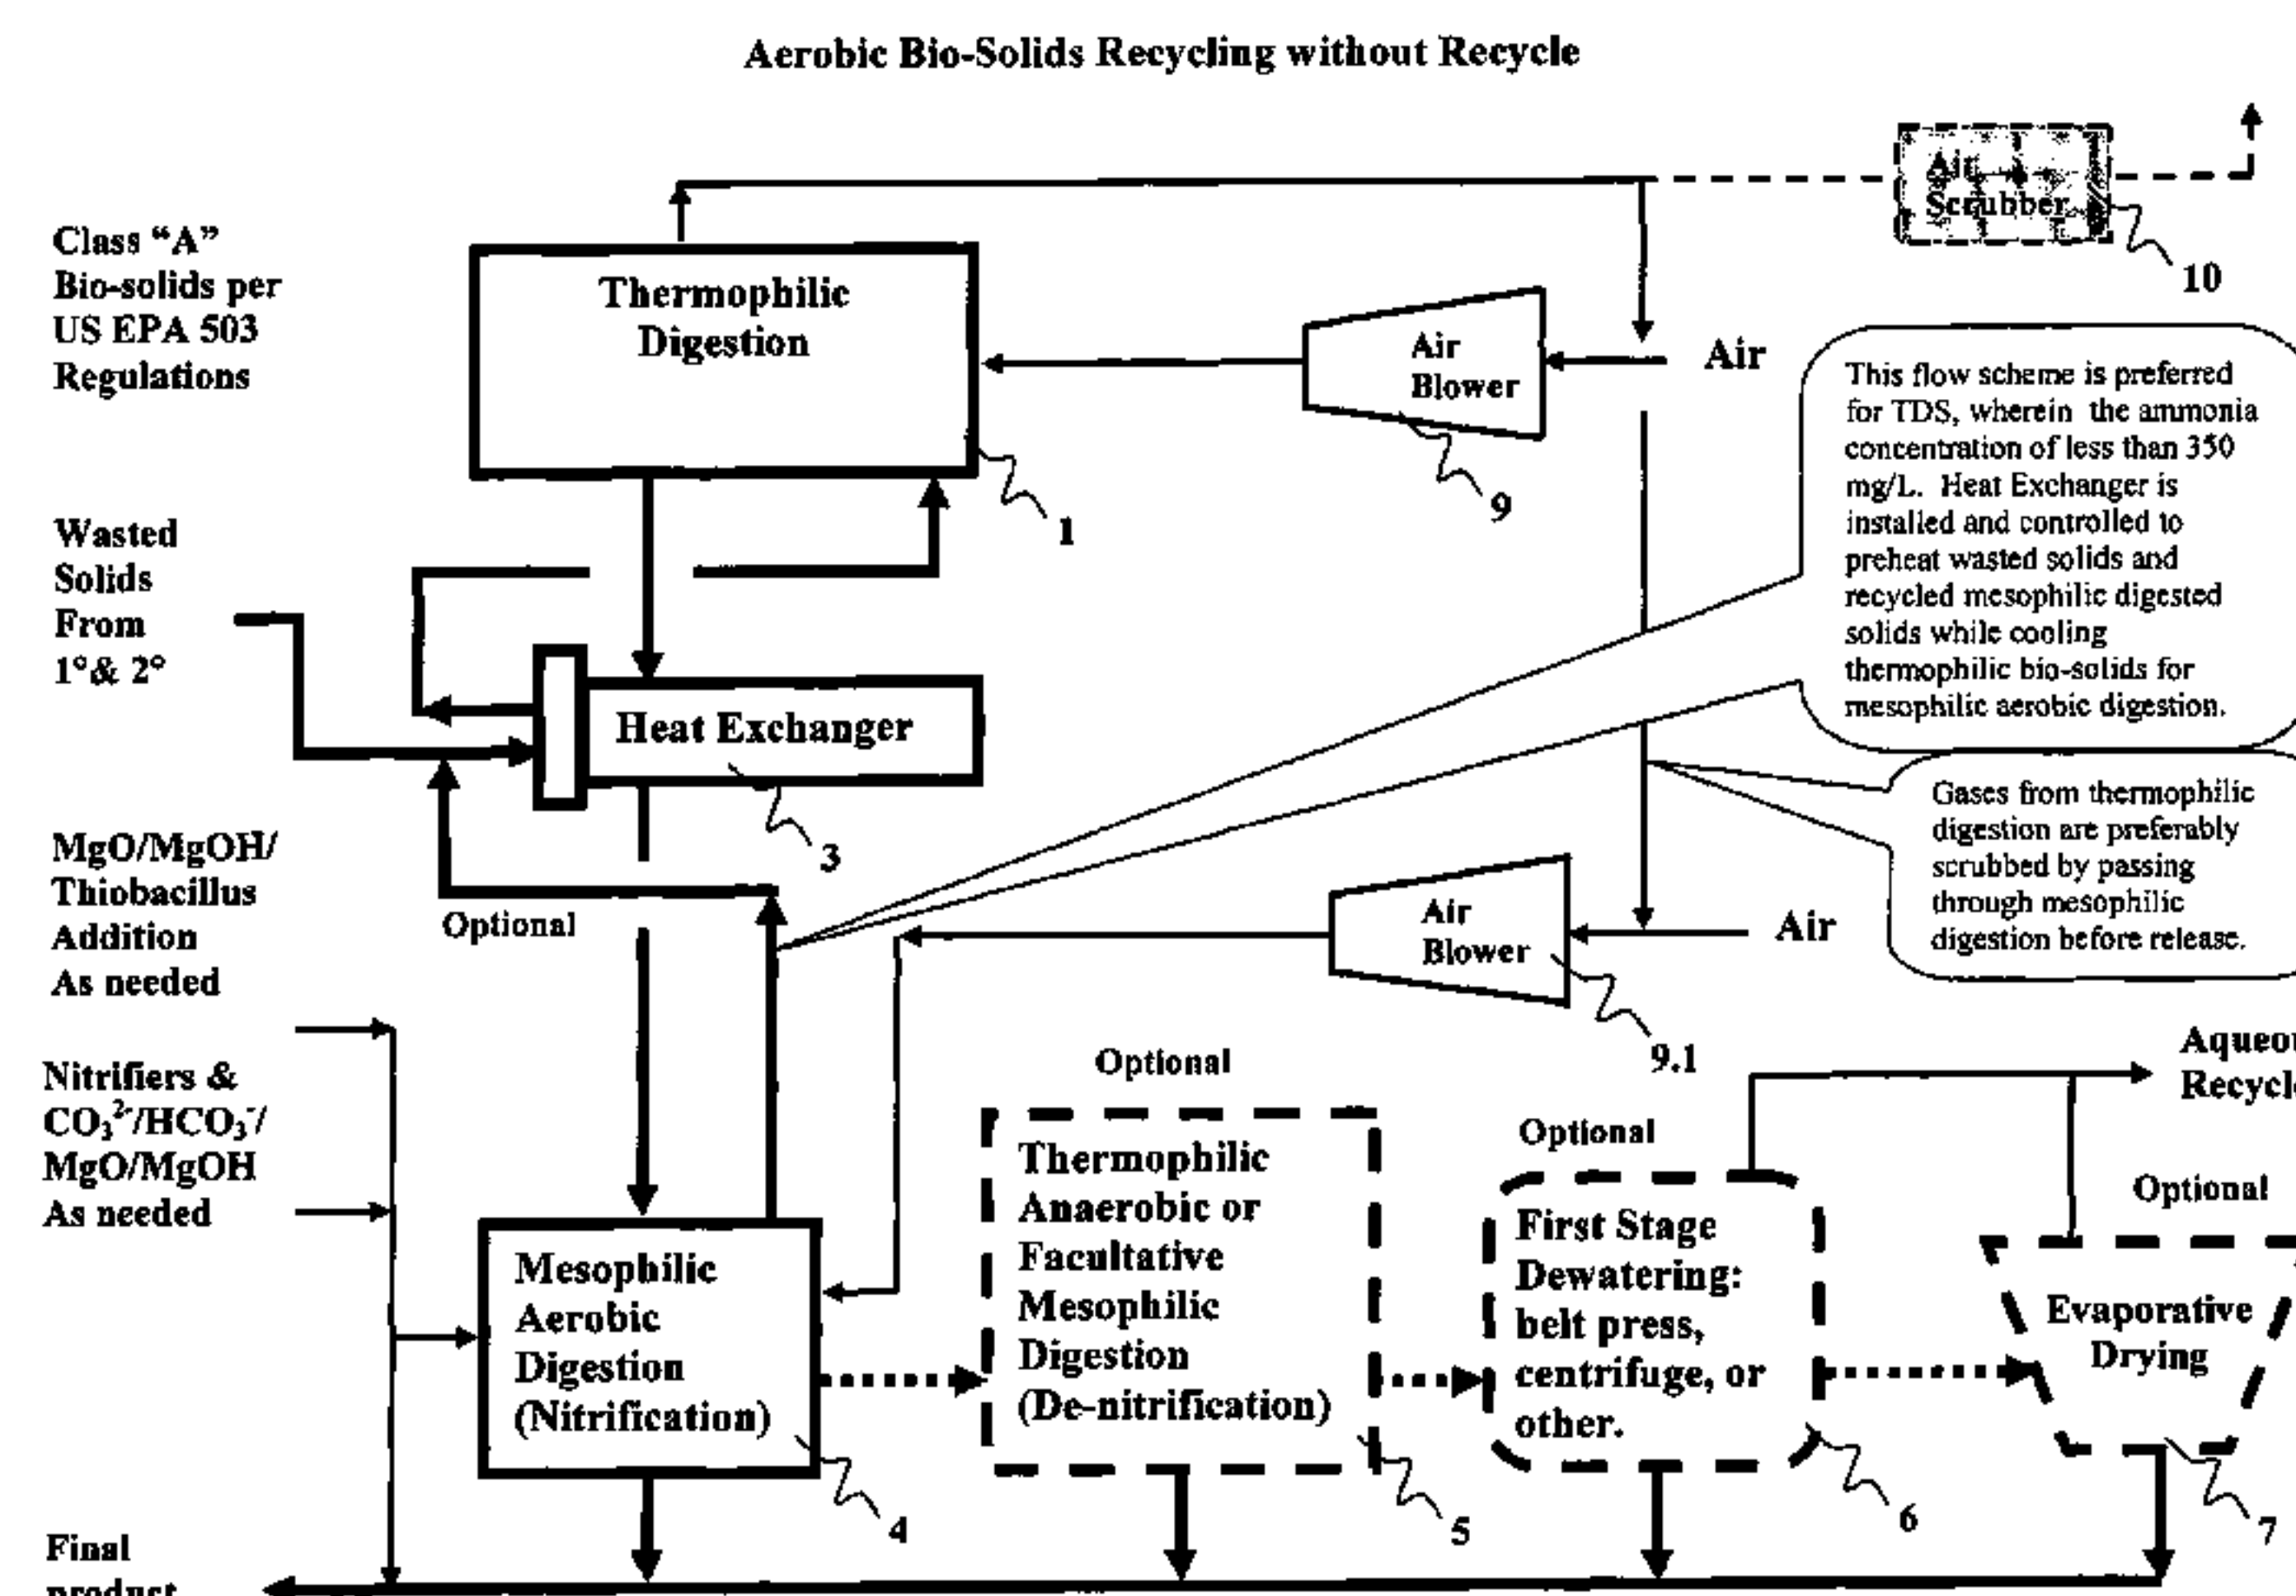 Aerobic Bio-Solids Recycling without Recycle
Air
Scrubber
10
Class “A”
Bio-solids per
US EPA 503
Regulations
Thermophilic
Digestion
1
Air
Blower
9
Air
This flow scheme is preferred
for TDS, wherein the ammonia
concentration of less than 350
mg/L. Heat Exchanger is
installed and controlled to
preheat wasted solids and
recycled mesophilic digested
solids while cooling
thermophilic bio-solids for
mesophilic aerobic digestion.
Wasted
Solids
From
1°& 2°
Heat Exchanger
3
Gases from thermophilic
digestion are preferably
scrubbed by passing
through mesophilic
digestion before release.
MgO/MgOH/
Thiobacillus
Addition
As needed
Optional
Air
Blower
9.1
Air
Nitrifiers &
CO₃²⁻/HCO₃⁻/
MgO/MgOH
As needed
Mesophilic
Aerobic
Digestion
(Nitrification)
4
Optional
Thermophilic
Anaerobic or
Facultative
Mesophilic
Digestion
(De-nitrification)
5
Optional
First Stage
Dewatering:
belt press,
centrifuge, or
other.
6
Aqueou
Recycl
Optional
Evaporative
Drying
7
Final
product